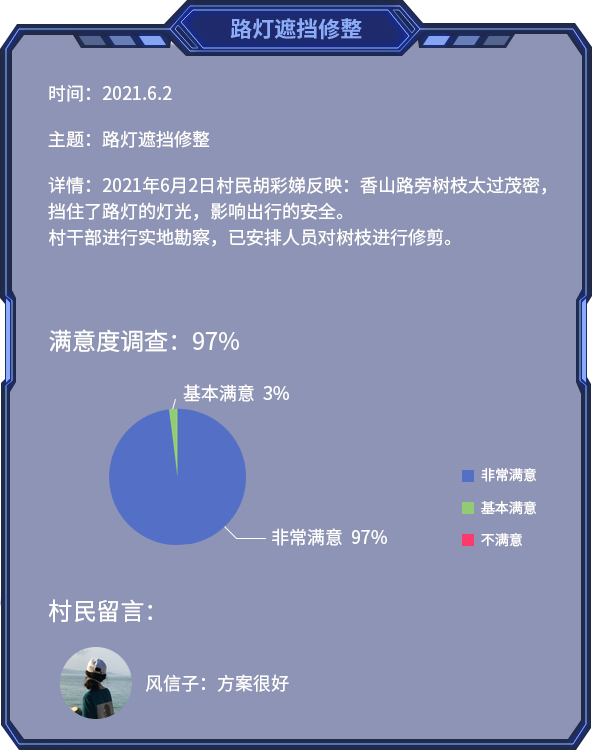 路灯遮挡修整
时间：2021.6.2
主题：路灯遮挡修整
详情：2021年6月2日村民胡彩娣反映：香山路旁树枝太过茂密，
挡住了路灯的灯光，影响出行的安全。
村干部进行实地勘察，已安排人员对树枝进行修剪。
满意度调查：97%
基本满意 3%
非常满意 97%
非常满意
基本满意
不满意
村民留言：
风信子：方案很好